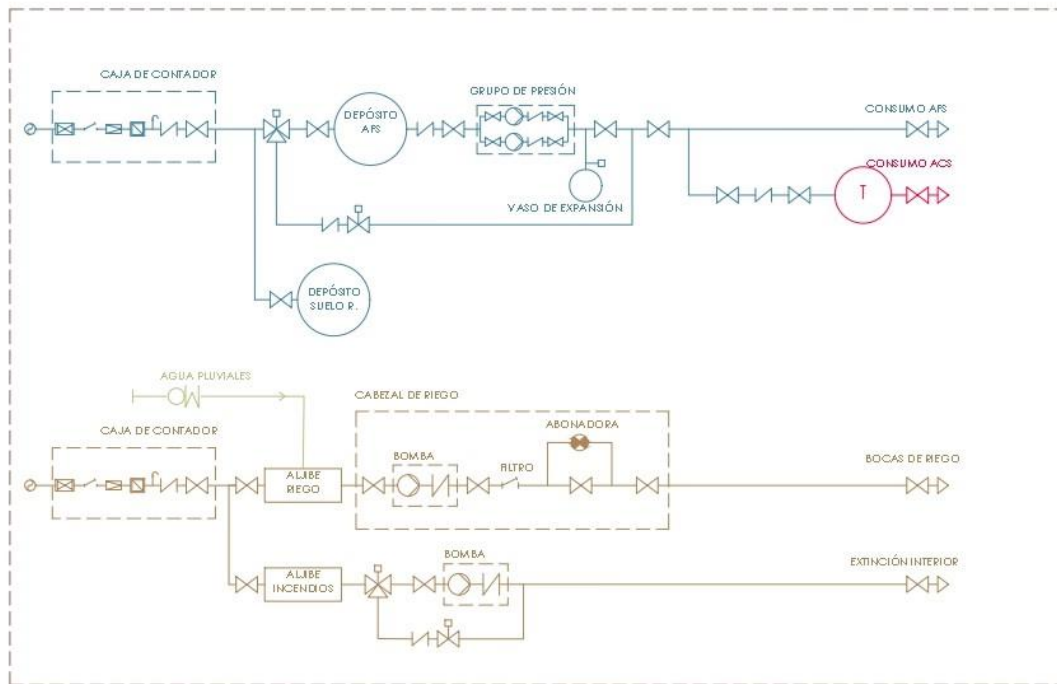 CAJA DE CONTADOR
DEPÓSITO
AFS
GRUPO DE PRESIÓN
CONSUMO AFS
CONSUMO ACS
T
VASO DE EXPANSIÓN
DEPÓSITO
SUELO R.
AGUA PLUVIALES
CAJA DE CONTADOR
CABEZAL DE RIEGO
ABONADORA
BOMBA
FILTRO
ALJIBE
RIEGO
BOCAS DE RIEGO
BOMBA
ALJIBE
INCENDIOS
EXTINCIÓN INTERIOR